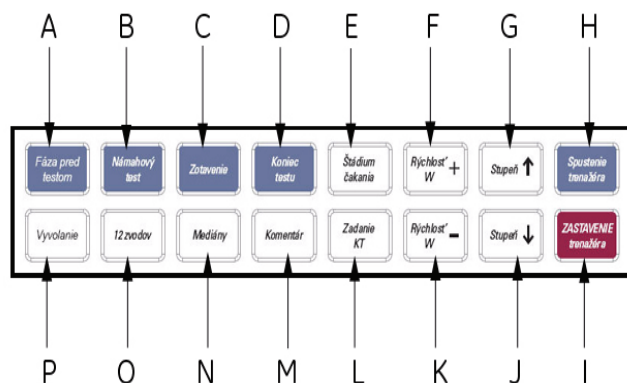 A B C D E F G H
Fáza pred testom
Námahový test
Zotavenie
Koniec testu
Štádium čakania
Rýchlosť W +
Stupeň ↑
Spustenie trenažéra
Vyvolanie
12 zvodov
Mediány
Komentár
Zadanie KT
Rýchlosť W −
Stupeň ↓
ZASTAVENIE trenažéra
P O N M L K J I